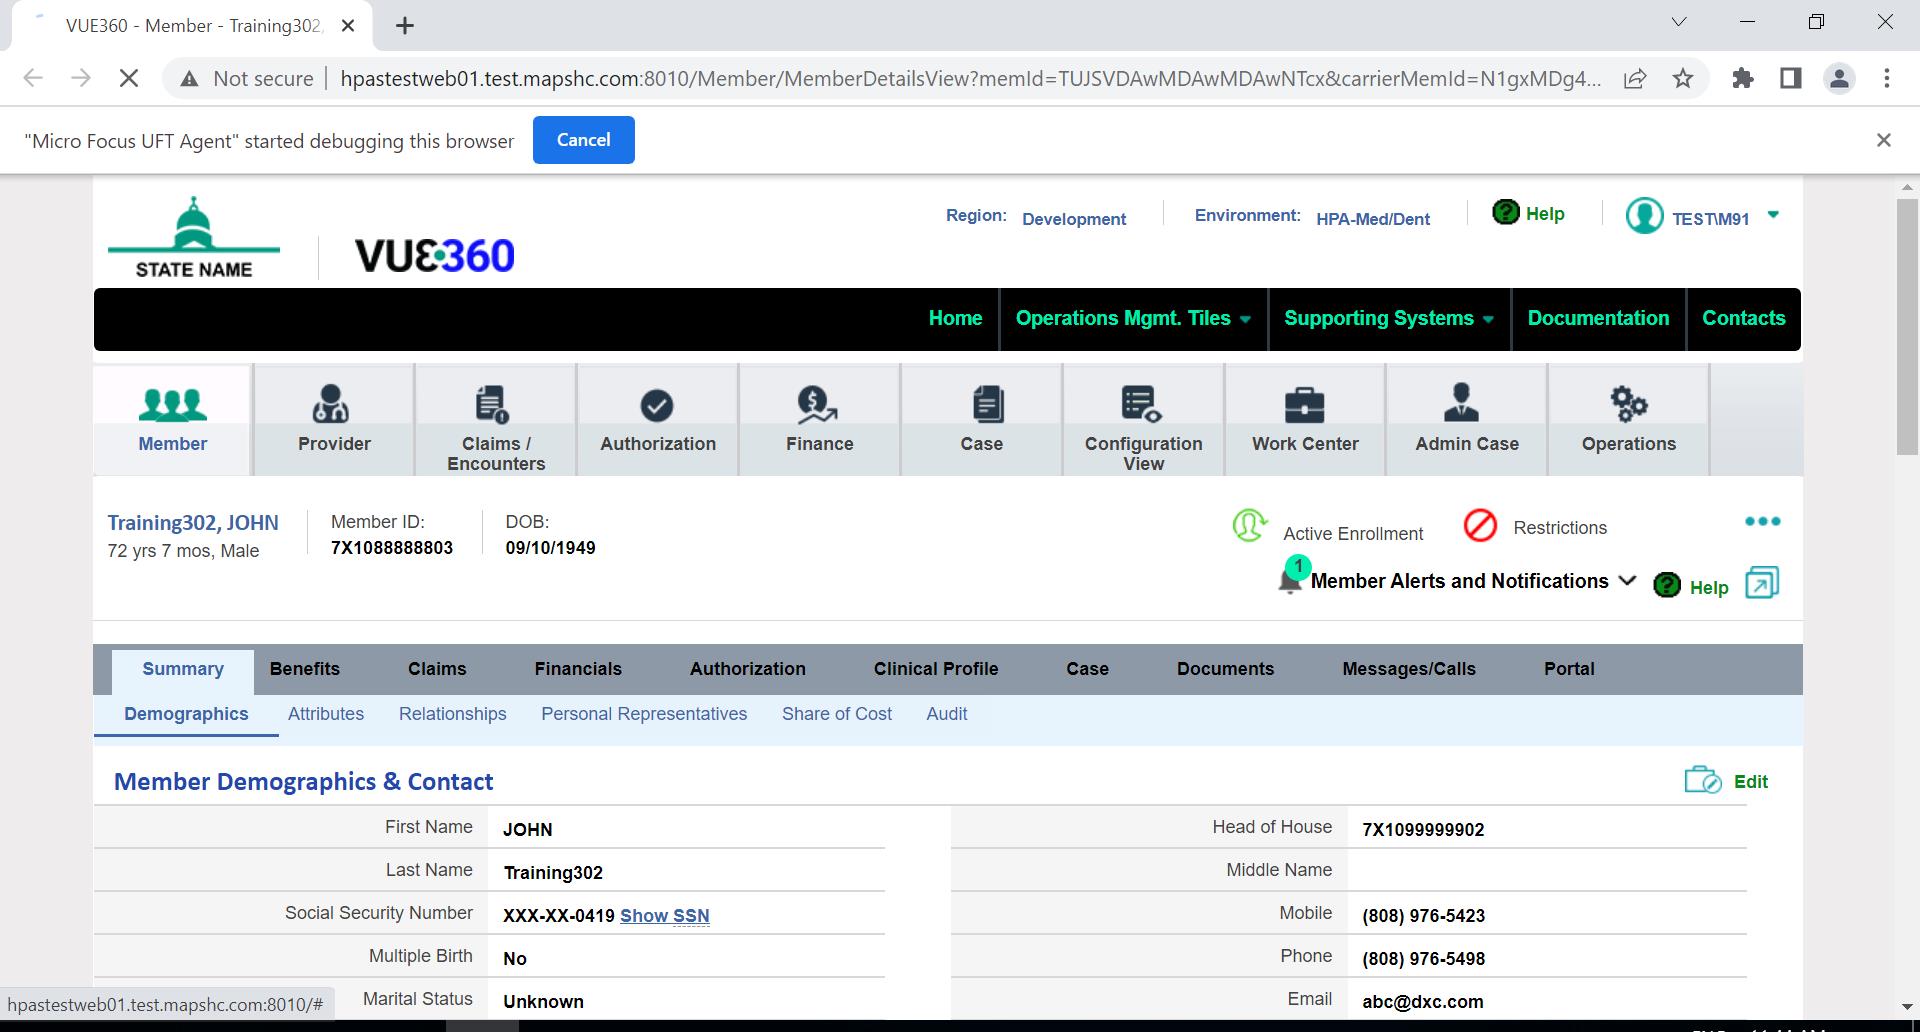 VUE360 - Member - Training302,
Not secure
hpastestweb01.test.mapshc.com:8010/Member/MemberDetailsView?memId=TUJSVDAwMDAwMDAwNTcx&carrierMemId=N1gxMDg4...
"Micro Focus UFT Agent" started debugging this browser
Cancel
STATE NAME
VUE360
Region: Development
Environment: HPA-Med/Dent
Help
TEST\M91
Home
Operations Mgmt. Tiles
Supporting Systems
Documentation
Contacts
Member
Provider
Claims /
Encounters
Authorization
Finance
Case
Configuration
View
Work Center
Admin Case
Operations
Training302, JOHN
72 yrs 7 mos, Male
Member ID:
7X1088888803
DOB:
09/10/1949
Active Enrollment
Restrictions
1
Member Alerts and Notifications
Help
Summary
Benefits
Claims
Financials
Authorization
Clinical Profile
Case
Documents
Messages/Calls
Portal
Demographics
Attributes
Relationships
Personal Representatives
Share of Cost
Audit
Member Demographics & Contact
Edit
First Name JOHN
Head of House 7X1099999902
Last Name Training302
Middle Name
Social Security Number XXX-XX-0419 Show SSN
Mobile (808) 976-5423
Multiple Birth No
Phone (808) 976-5498
Marital Status Unknown
Email abc@dxc.com
hpastestweb01.test.mapshc.com:8010/#